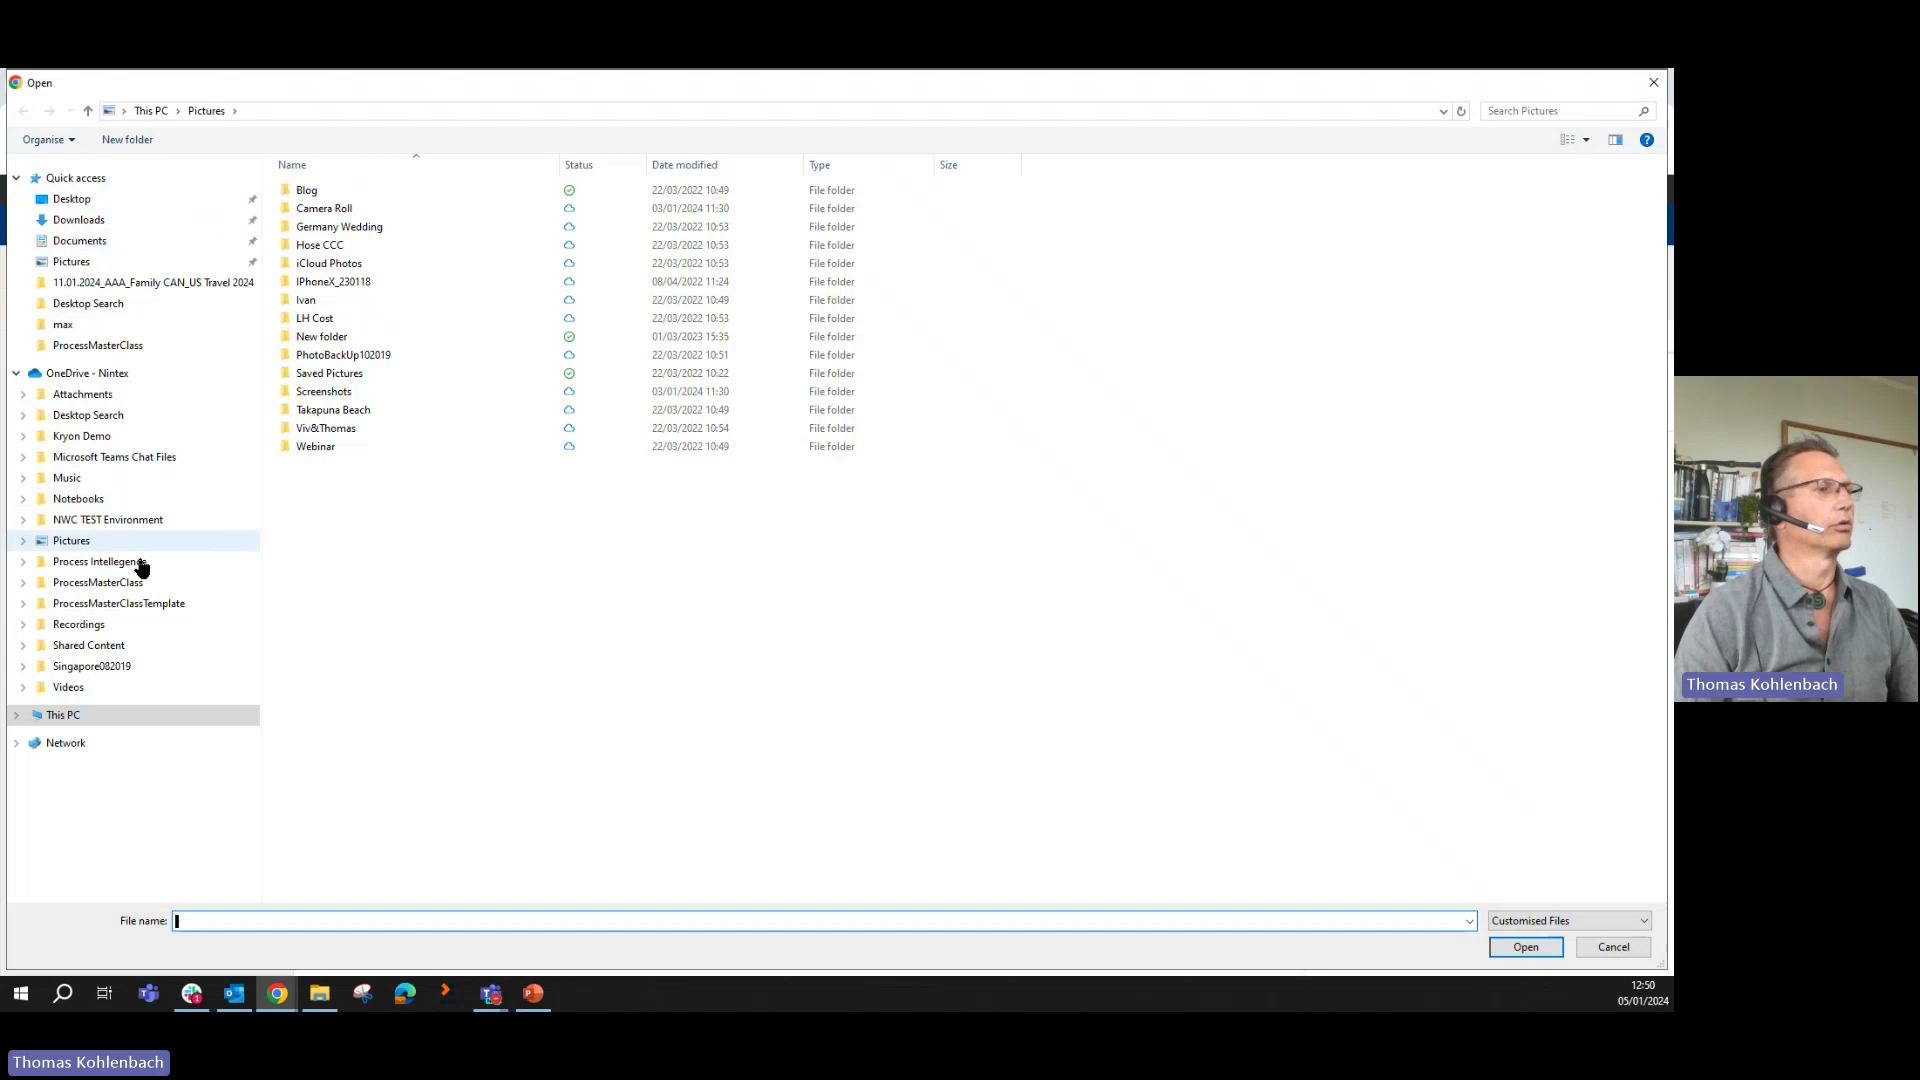 Open
This PC
Pictures
Search Pictures
Organise
New folder
Name
Status
Date modified
Type
Size
Quick access
Desktop
Downloads
Documents
Pictures
11.01.2024_AAA_Family CAN_US Travel 2024
Desktop Search
max
ProcessMasterClass
OneDrive - Nintex
Attachments
Desktop Search
Kryon Demo
Microsoft Teams Chat Files
Music
Notebooks
NWC TEST Environment
Pictures
Process Intellegence
ProcessMasterClass
ProcessMasterClassTemplate
Recordings
Shared Content
Singapore082019
Videos
This PC
Network
Blog 22/03/2022 10:49 File folder
Camera Roll 03/01/2024 11:30 File folder
Germany Wedding 22/03/2022 10:53 File folder
Hose CCC 22/03/2022 10:53 File folder
iCloud Photos 22/03/2022 10:53 File folder
IPhoneX_230118 08/04/2022 11:24 File folder
Ivan 22/03/2022 10:49 File folder
LH Cost 22/03/2022 10:53 File folder
New folder 01/03/2023 15:35 File folder
PhotoBackUp102019 22/03/2022 10:51 File folder
Saved Pictures 22/03/2022 10:22 File folder
Screenshots 03/01/2024 11:30 File folder
Takapuna Beach 22/03/2022 10:49 File folder
Viv&Thomas 22/03/2022 10:54 File folder
Webinar 22/03/2022 10:49 File folder
File name:
Customised Files
Open
Cancel
12:50
05/01/2024
Thomas Kohlenbach
Thomas Kohlenbach